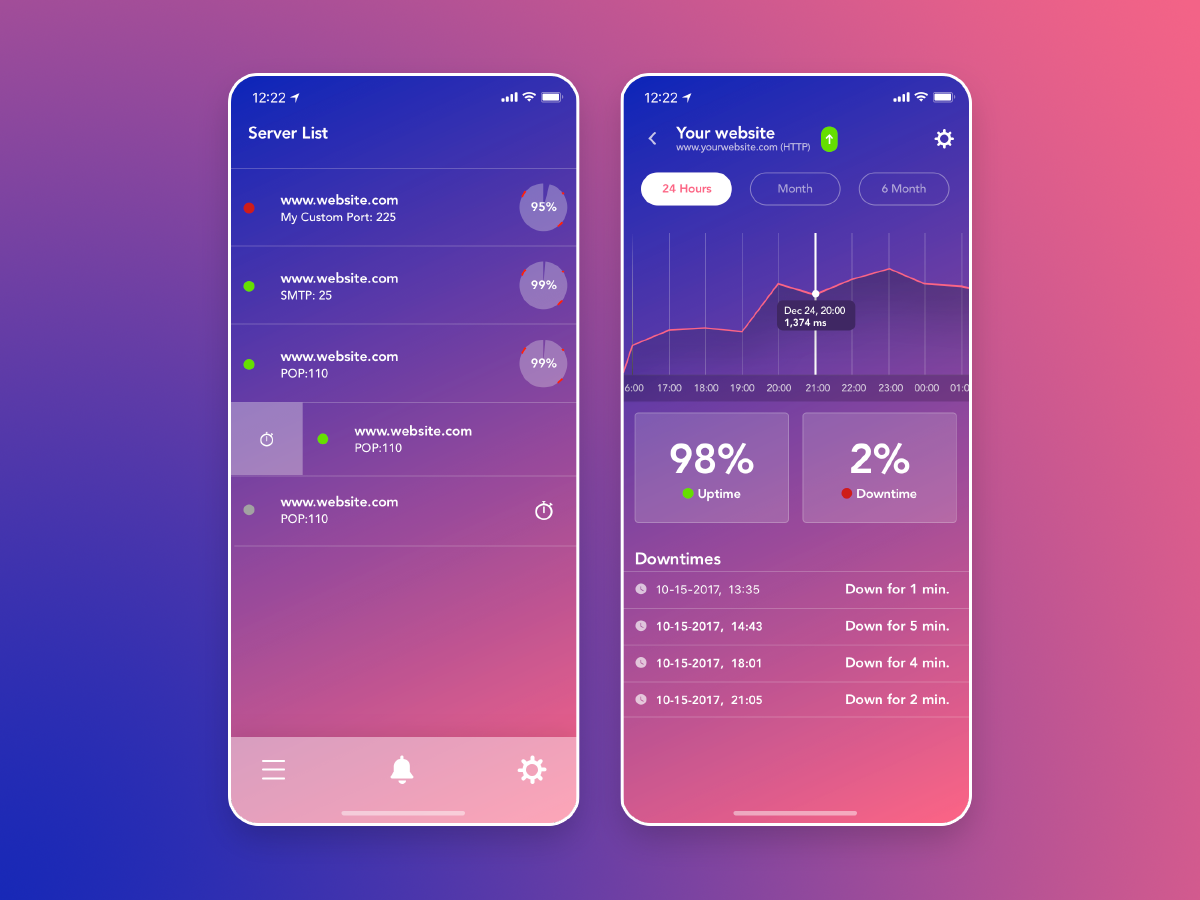 12:22
Server List
www.website.com
My Custom Port: 225
95%
www.website.com
SMTP: 25
99%
www.website.com
POP:110
99%
www.website.com
POP:110
www.website.com
POP:110
12:22
Your website
www.yourwebsite.com (HTTP)
24 Hours Month 6 Month
Dec 24, 20:00
1,374 ms
6:00 17:00 18:00 19:00 20:00 21:00 22:00 23:00 00:00 01:0
98% 2%
Uptime Downtime
Downtimes
10-15-2017, 13:35 Down for 1 min.
10-15-2017, 14:43 Down for 5 min.
10-15-2017, 18:01 Down for 4 min.
10-15-2017, 21:05 Down for 2 min.